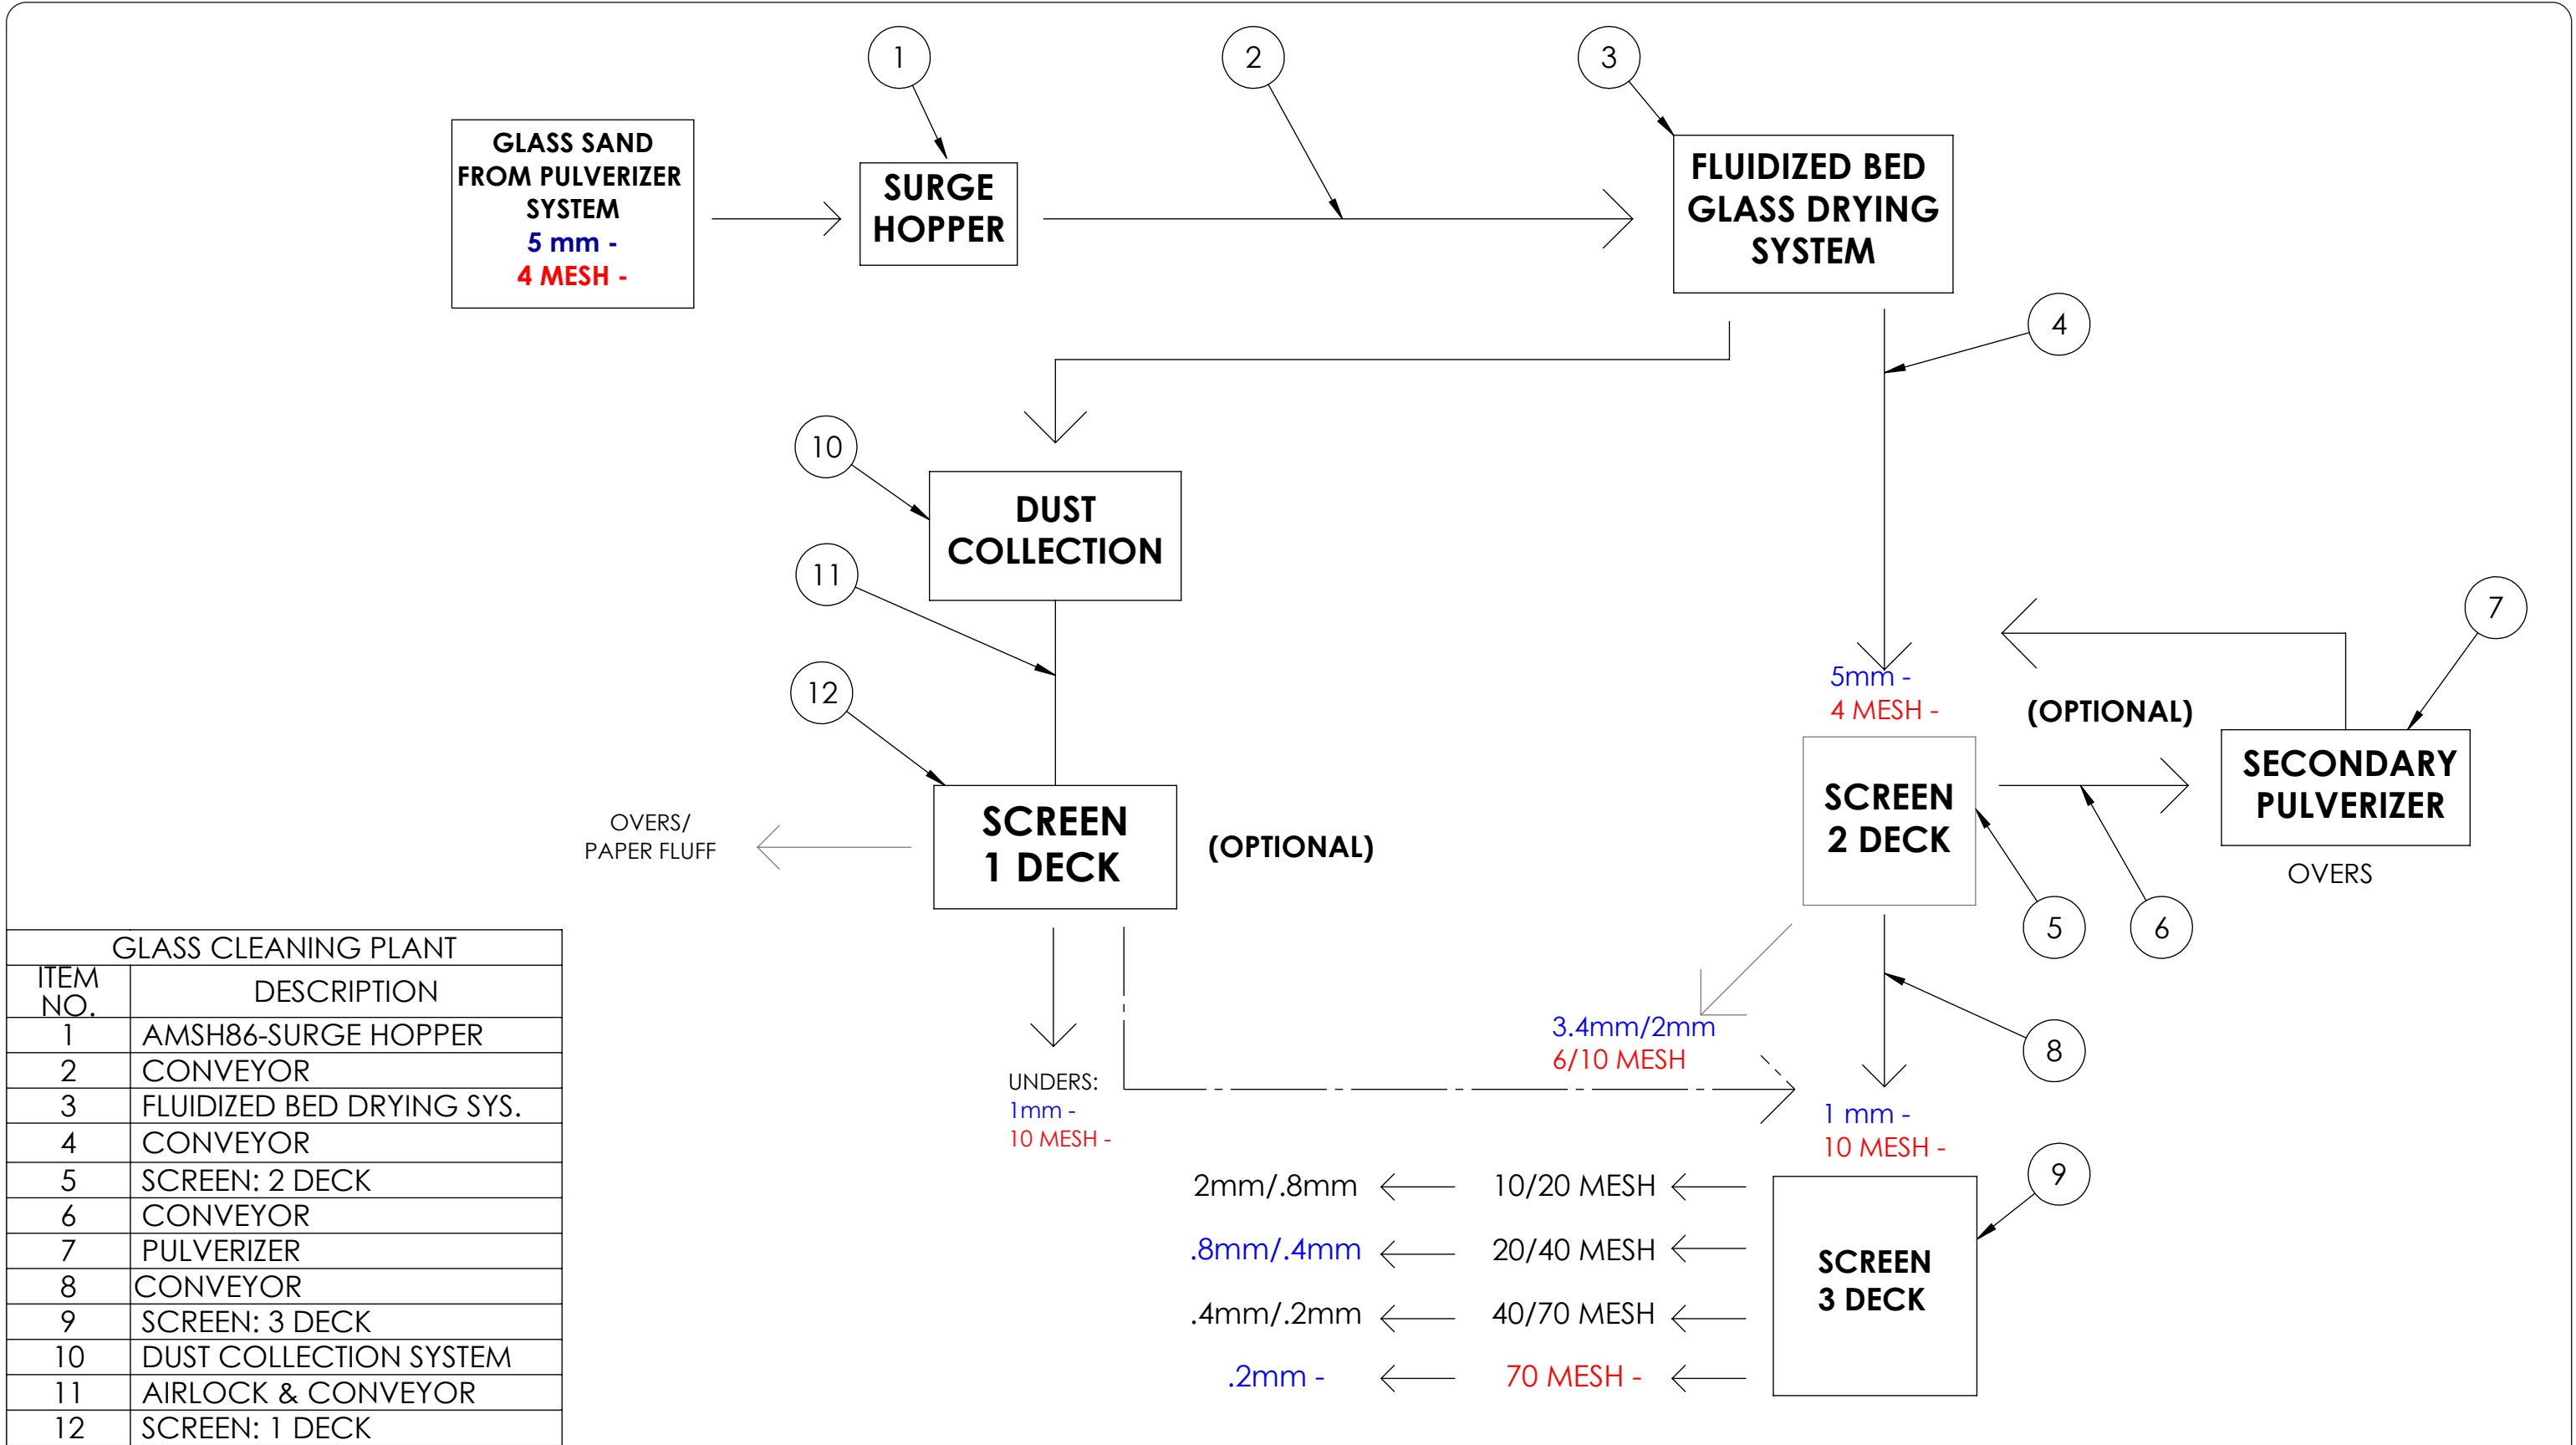 1
2
3
GLASS SAND
FROM PULVERIZER
SYSTEM
5 mm -
4 MESH -
SURGE
HOPPER
FLUIDIZED BED
GLASS DRYING
SYSTEM
4
10
DUST
COLLECTION
11
7
12
5mm -
4 MESH -
(OPTIONAL)
SECONDARY
PULVERIZER
OVERS
SCREEN
2 DECK
OVERS/
PAPER FLUFF
SCREEN
1 DECK
(OPTIONAL)
5
6
3.4mm/2mm
6/10 MESH
8
UNDERS:
1mm -
10 MESH -
1 mm -
10 MESH -
9
2mm/.8mm 10/20 MESH
.8mm/.4mm 20/40 MESH
.4mm/.2mm 40/70 MESH
.2mm - 70 MESH -
SCREEN
3 DECK
GLASS CLEANING PLANT
ITEM NO. DESCRIPTION
1 AMSH86-SURGE HOPPER
2 CONVEYOR
3 FLUIDIZED BED DRYING SYS.
4 CONVEYOR
5 SCREEN: 2 DECK
6 CONVEYOR
7 PULVERIZER
8 CONVEYOR
9 SCREEN: 3 DECK
10 DUST COLLECTION SYSTEM
11 AIRLOCK & CONVEYOR
12 SCREEN: 1 DECK